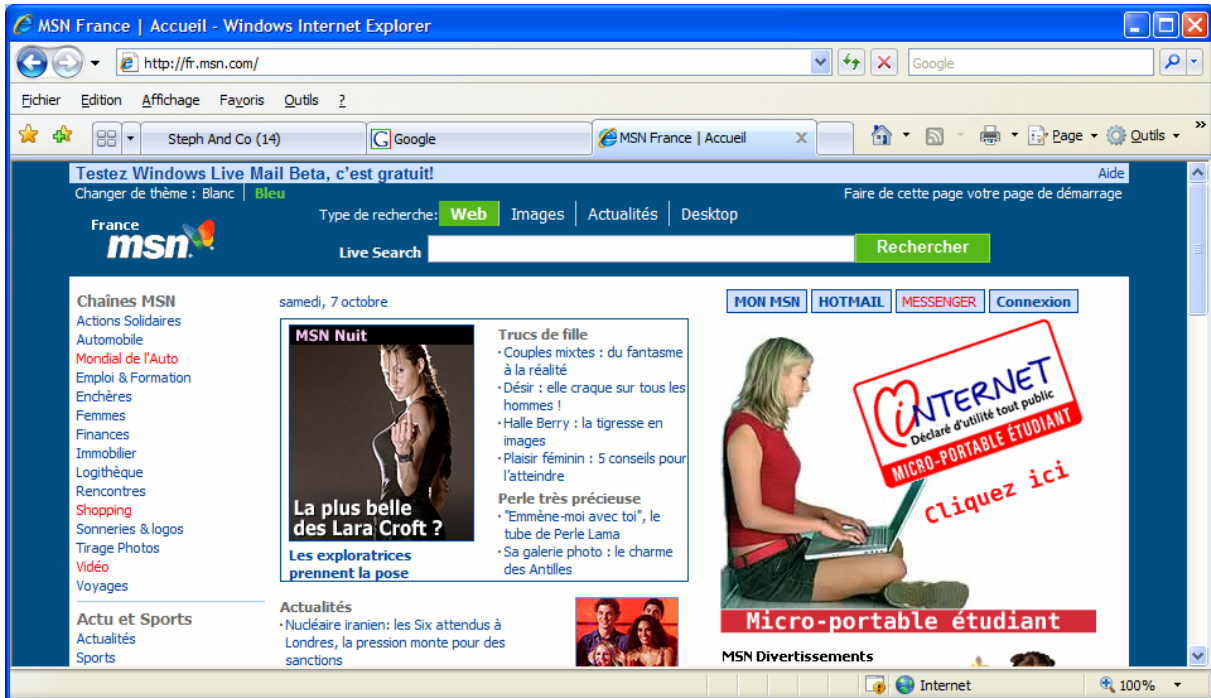 MSN France | Accueil - Windows Internet Explorer
http://fr.msn.com/
Google
Fichier Edition Affichage Favoris Outils ?
Steph And Co (14)
Google
MSN France | Accueil
Page
Outils
Testez Windows Live Mail Beta, c'est gratuit!
Aide
Changer de thème : Blanc | Bleu
Faire de cette page votre page de démarrage
Type de recherche: Web | Images | Actualités | Desktop
France
msn
Live Search
Rechercher
Chaînes MSN
Actions Solidaires
Automobile
Mondial de l'Auto
Emploi & Formation
Enchères
Femmes
Finances
Immobilier
Logithèque
Rencontres
Shopping
Sonneries & logos
Tirage Photos
Vidéo
Voyages
Actu et Sports
Actualités
Sports
samedi, 7 octobre
MSN Nuit
La plus belle
des Lara Croft ?
Les exploratrices
prennent la pose
Trucs de fille
·Couples mixtes : du fantasme
à la réalité
·Désir : elle craque sur tous les
hommes !
·Halle Berry : la tigresse en
images
·Plaisir féminin : 5 conseils pour
l'atteindre
Perle très précieuse
·"Emmène-moi avec toi", le
tube de Perle Lama
·Sa galerie photo : le charme
des Antilles
Actualités
·Nucléaire iranien: les Six attendus à
Londres, la pression monte pour des
sanctions
MON MSN HOTMAIL MESSENGER Connexion
INTERNET
Déclaré d'utilité tout public
MICRO-PORTABLE ÉTUDIANT
Cliquez ici
Micro-portable étudiant
MSN Divertissements
Internet
100%